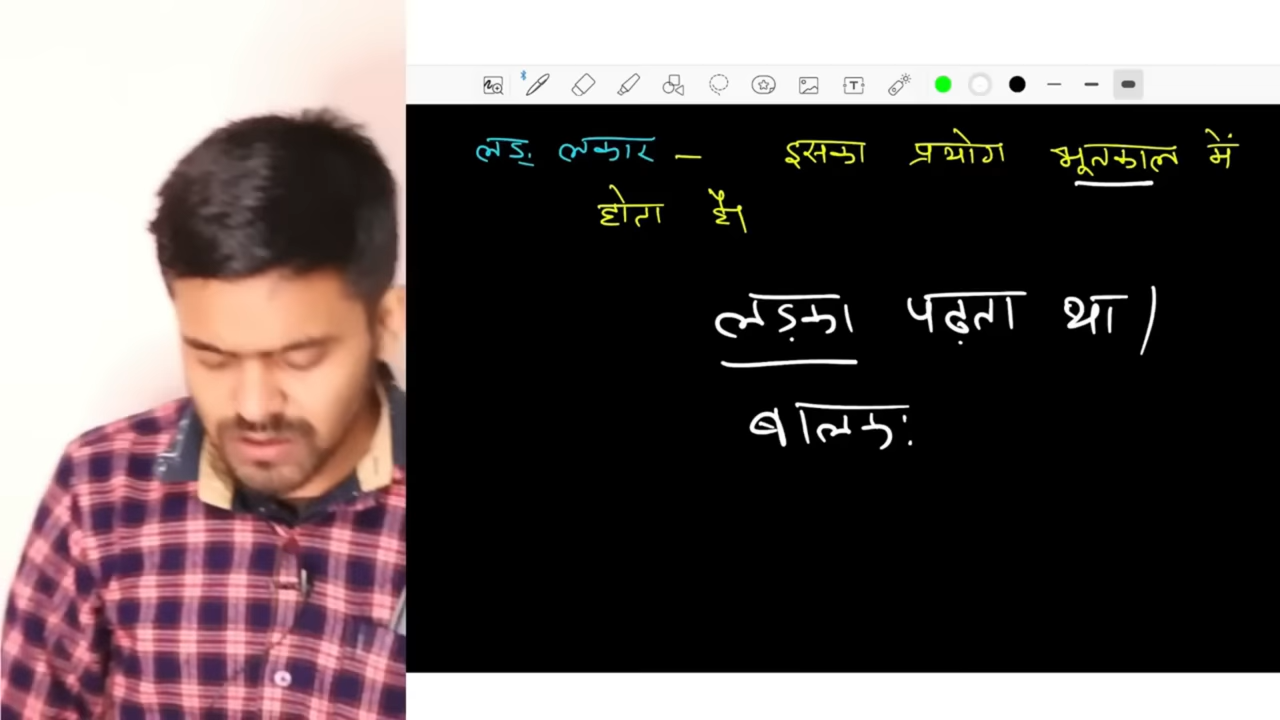 लङ् लकार - इसका प्रयोग भूतकाल में
होता है।
लड़का पढ़ता था।
बालकः